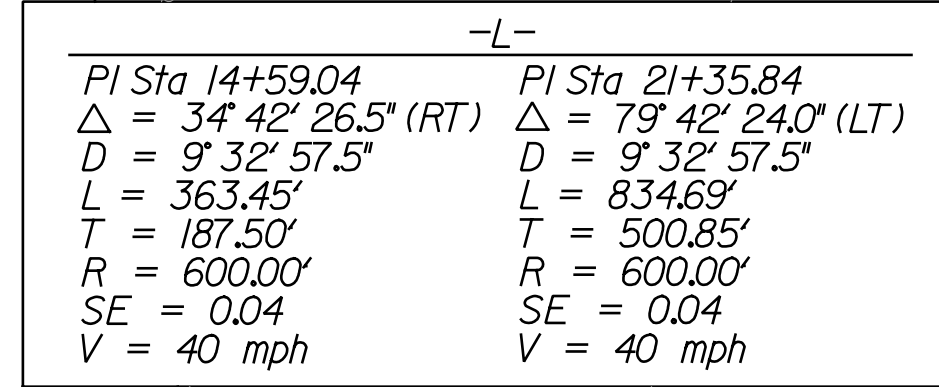 -L-
PI Sta 14+59.04
Δ = 34° 42' 26.5" (RT)
D = 9° 32' 57.5"
L = 363.45'
T = 187.50'
R = 600.00'
SE = 0.04
V = 40 mph
PI Sta 21+35.84
Δ = 79° 42' 24.0" (LT)
D = 9° 32' 57.5"
L = 834.69'
T = 500.85'
R = 600.00'
SE = 0.04
V = 40 mph